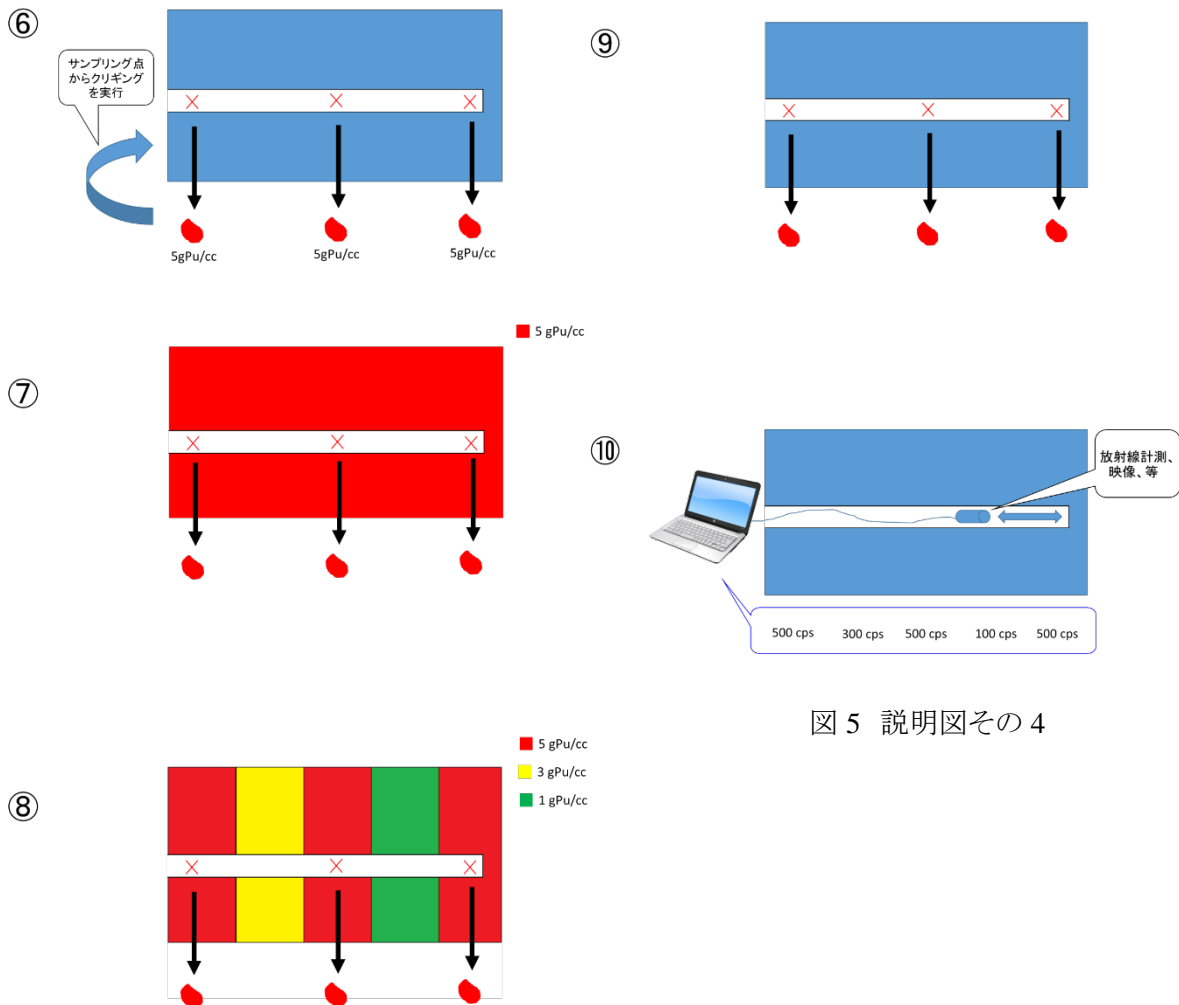 ⑥
サンプリング点
からクリギング
を実行
5gPu/cc
5gPu/cc
5gPu/cc
⑦
5 gPu/cc
⑧
5 gPu/cc
3 gPu/cc
1 gPu/cc
⑨
⑩
放射線計測、
映像、等
500 cps 300 cps 500 cps 100 cps 500 cps
図 5 説明図その 4